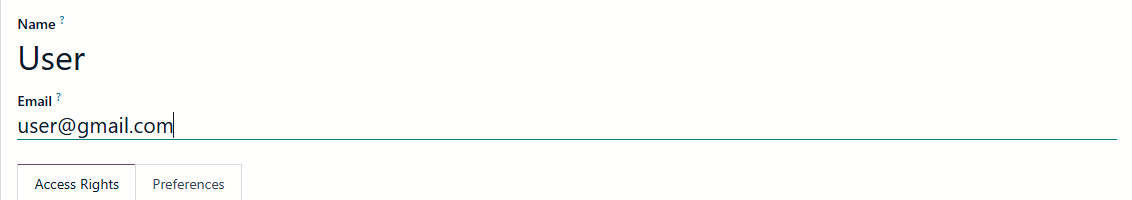 Name ?
User
Email ?
user@gmail.com
Access Rights Preferences